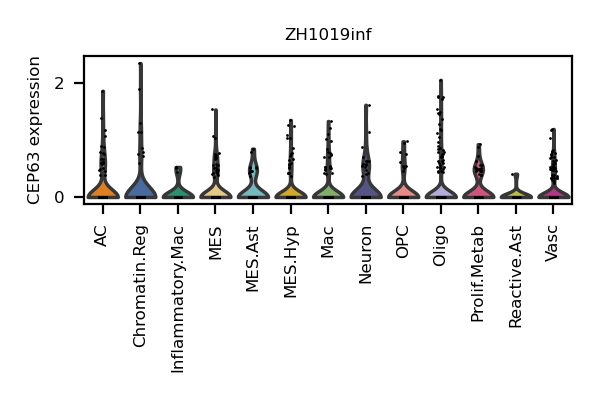 ZH1019inf
CEP63 expression
2
0
AC
Chromatin.Reg
Inflammatory.Mac
MES
MES.Ast
MES.Hyp
Mac
Neuron
OPC
Oligo
Prolif.Metab
Reactive.Ast
Vasc